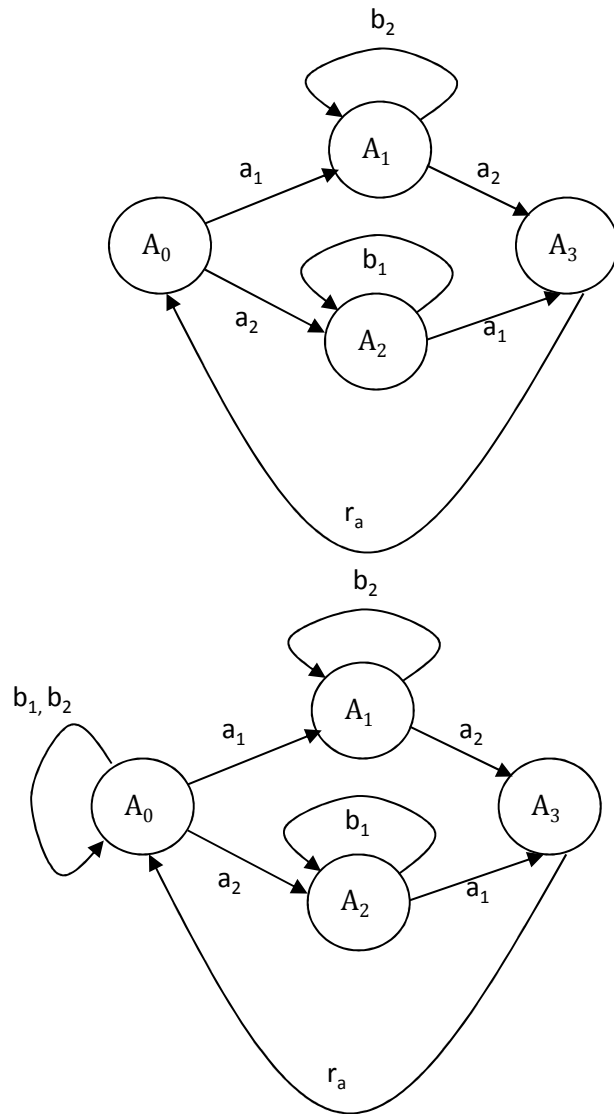 b₂
A₁
a₁
a₂
A₀
A₃
b₁
a₂
A₂
a₁
rₐ
b₂
b₁, b₂
A₁
a₁
a₂
A₀
A₃
b₁
a₂
A₂
a₁
rₐ